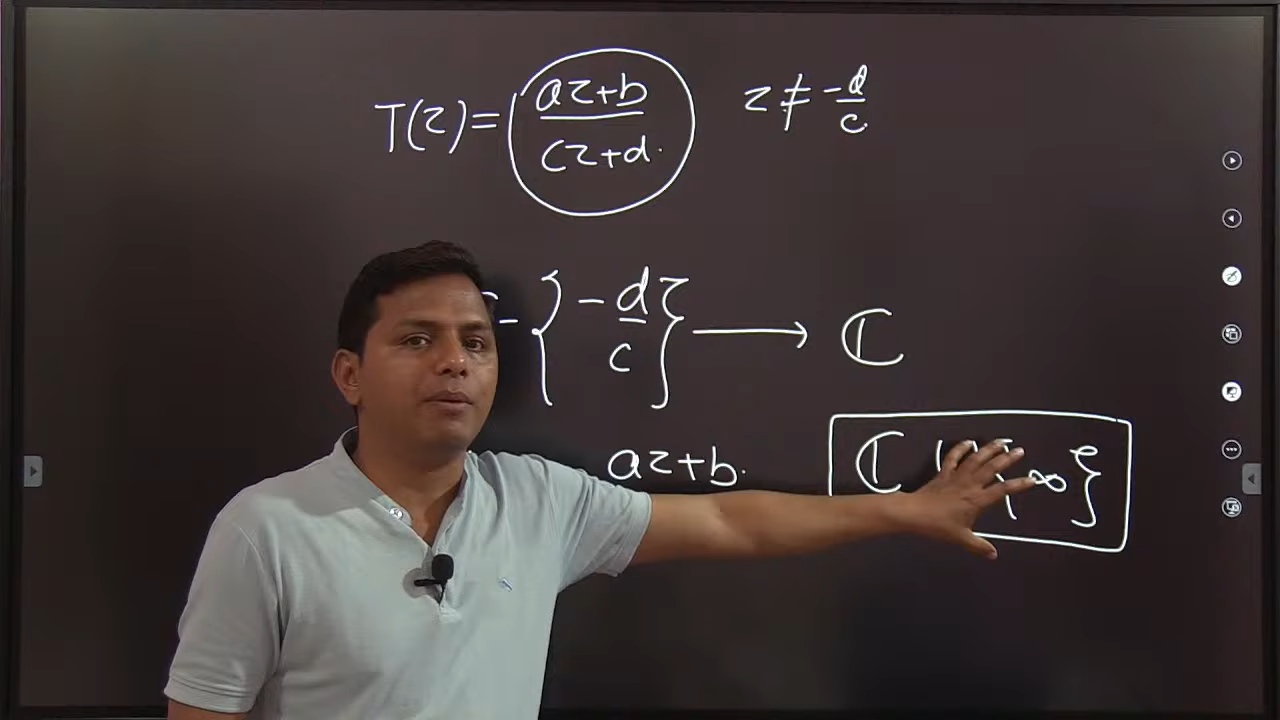 T(z) = az+b / cz+d. z ≠ -d/c
- { -d/c } ⟶ ℂ
az+b. ℂ ∪ { ∞ }